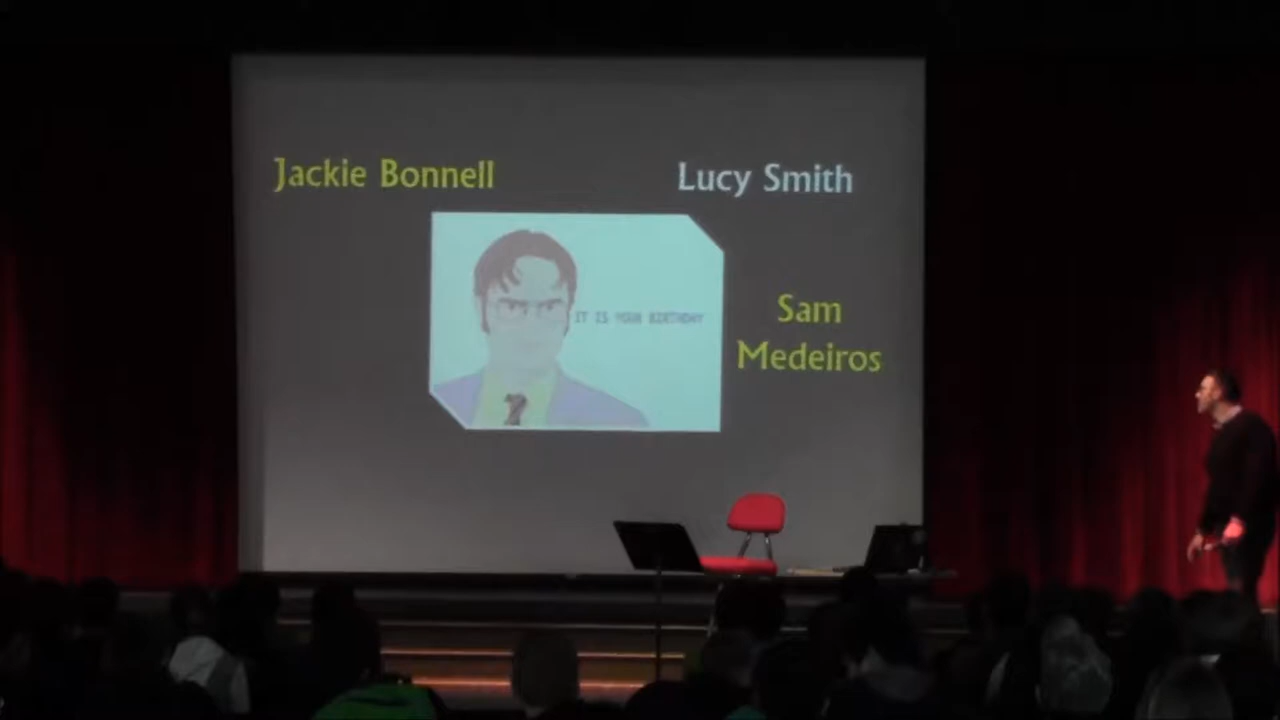 Jackie Bonnell
Lucy Smith
IT IS YOUR BIRTHDAY
Sam
Medeiros